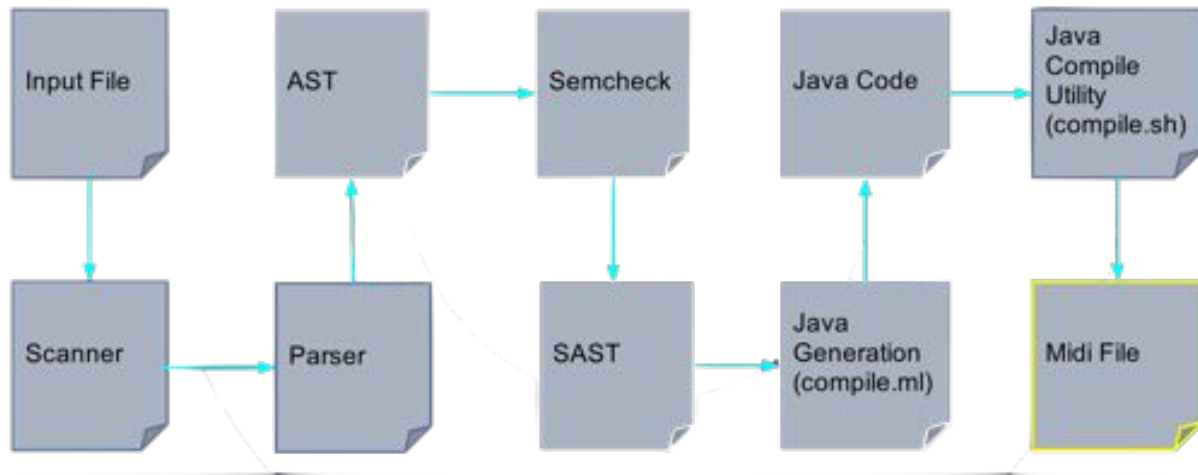 Input File
AST
Semcheck
Java Code
Java
Compile
Utility
(compile.sh)
Scanner
Parser
SAST
Java
Generation
(compile.ml)
Midi File